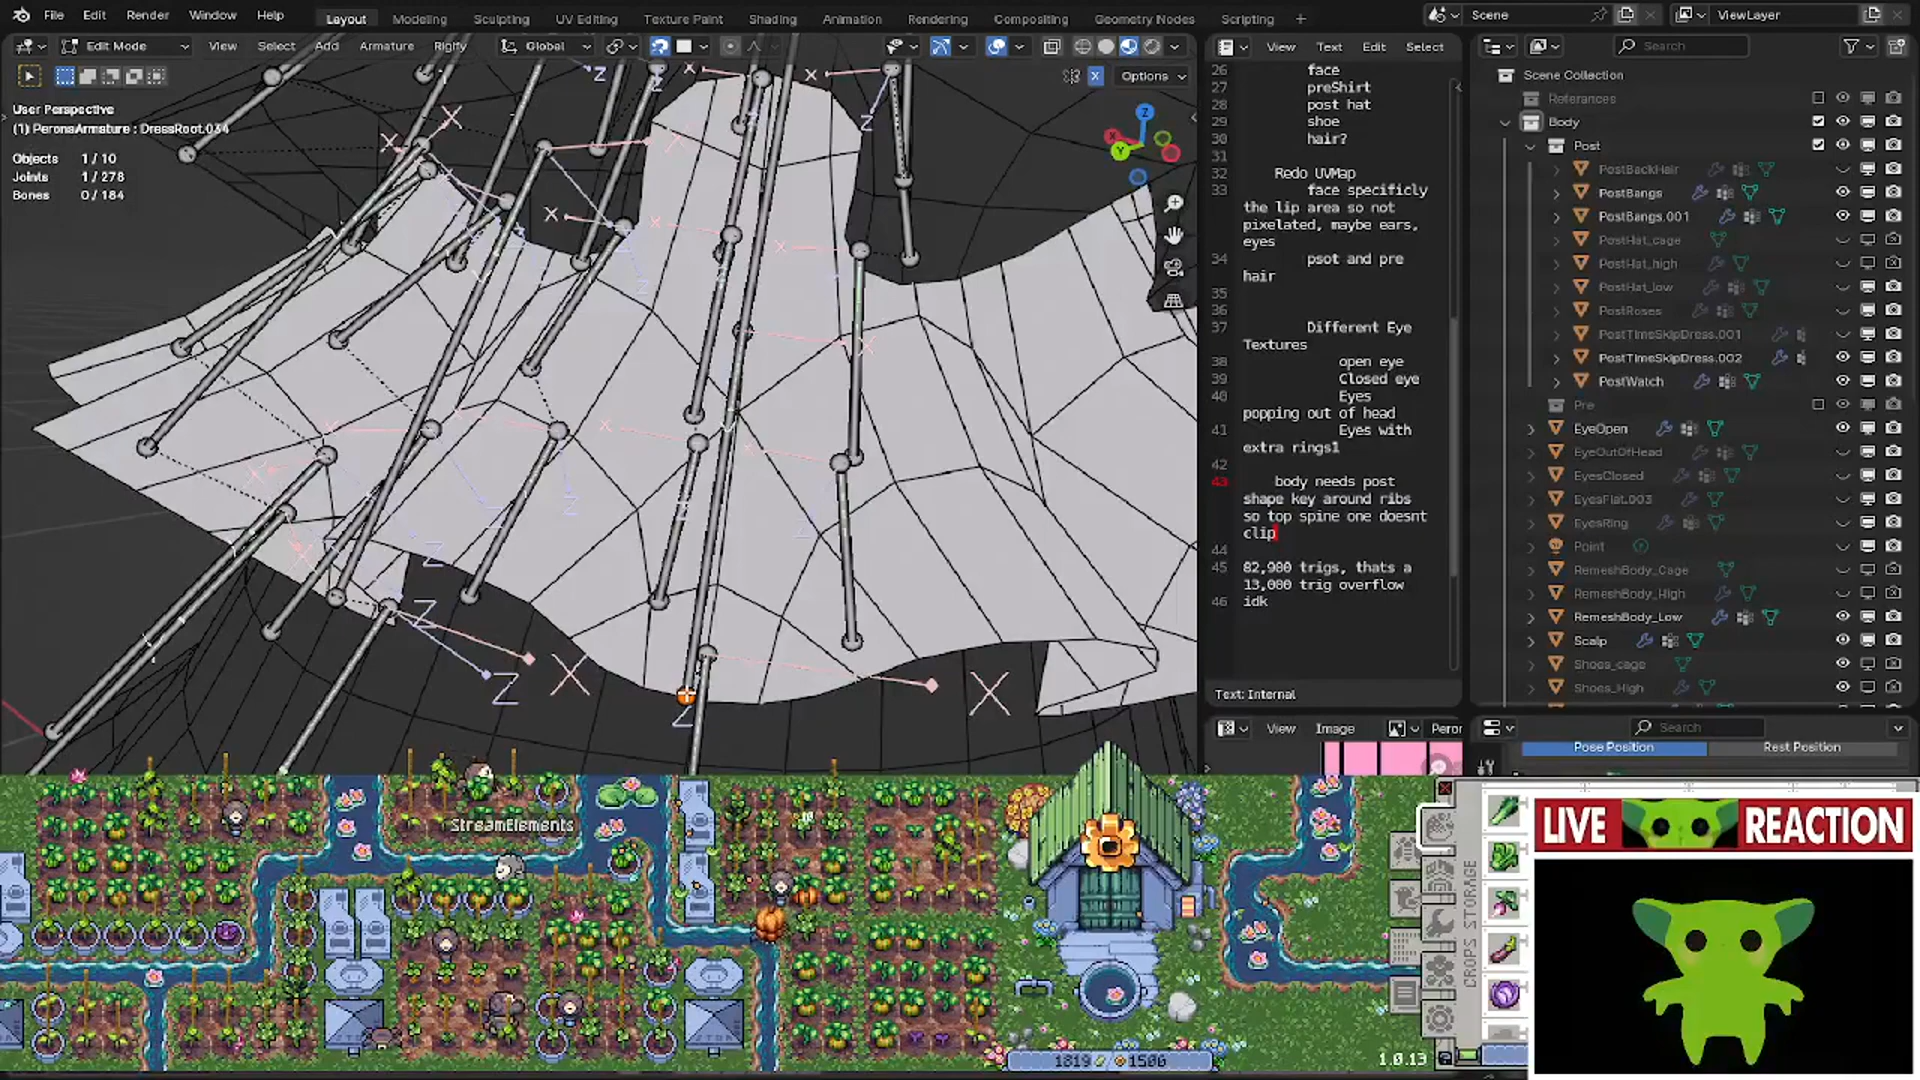 File Edit Render Window Help
Layout Modeling Sculpting UV Editing Texture Paint Shading Animation Rendering Compositing Geometry Nodes Scripting +
Scene
ViewLayer
Edit Mode View Select Add Armature Rigify Global
View Text Edit Select
Search
X Options
User Perspective
(1) PeronaArmature : DressRoot.034
Objects 1 / 10
Joints 1 / 278
Bones 0 / 184
26 face
27 preShirt
28 post hat
29 shoe
30 hair?
31
32 Redo UVMap
33 face specificly
the lip area so not
pixelated, maybe ears,
eyes
34 psot and pre
hair
35
36
37 Different Eye
Textures
38 open eye
39 Closed eye
40 Eyes
popping out of head
41 Eyes with
extra rings1
42
43 body needs post
shape key around ribs
so top spine one doesnt
clip
44
45 82,900 trigs, thats a
13,000 trig overflow
46 idk
Text: Internal
View Image Peror
Scene Collection
Referances
Body
Post
PostBackHair
PostBangs
PostBangs.001
PostHat_cage
PostHat_high
PostHat_low
PostRoses
PostTimeSkipDress.001
PostTimeSkipDress.002
PostWatch
Pre
EyeOpen
EyeOutOfHead
EyesClosed
EyesFlat.003
EyesRing
Point
RemeshBody_Cage
RemeshBody_High
RemeshBody_Low
Scalp
Shoes_cage
Shoes_High
Search
Pose Position Rest Position
StreamElements
CROPS STORAGE
1819 1506
1.0.13
LIVE REACTION